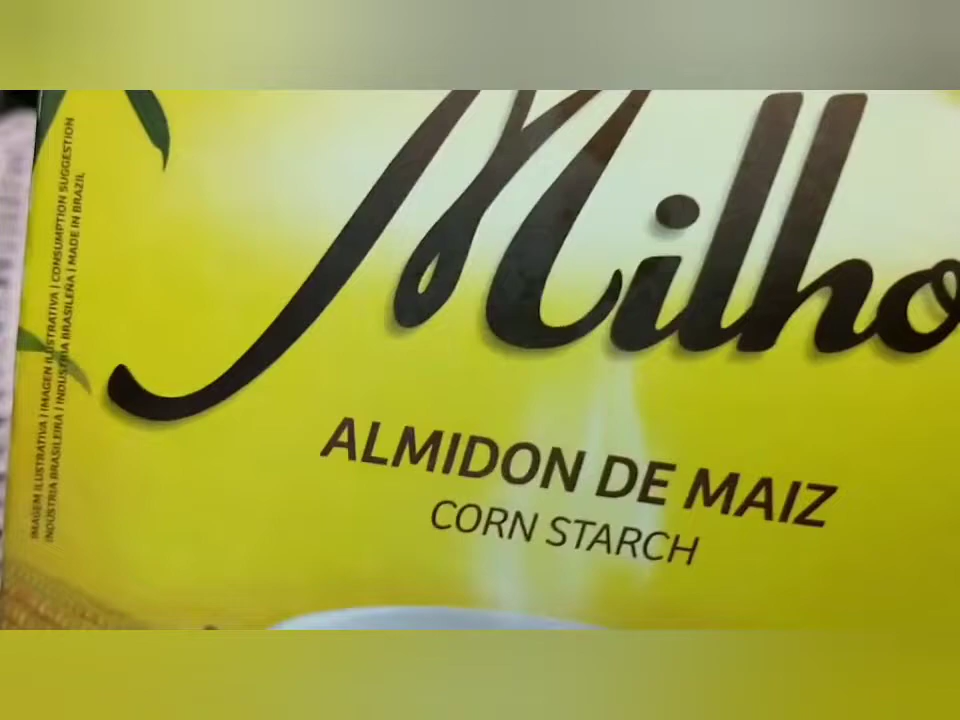 Milho
ALMIDON DE MAIZ
CORN STARCH
IMAGEM ILUSTRATIVA | IMAGEN ILUSTRATIVA | CONSUMPTION SUGGESTION
INDÚSTRIA BRASILEIRA | INDUSTRIA BRASILEÑA | MADE IN BRAZIL